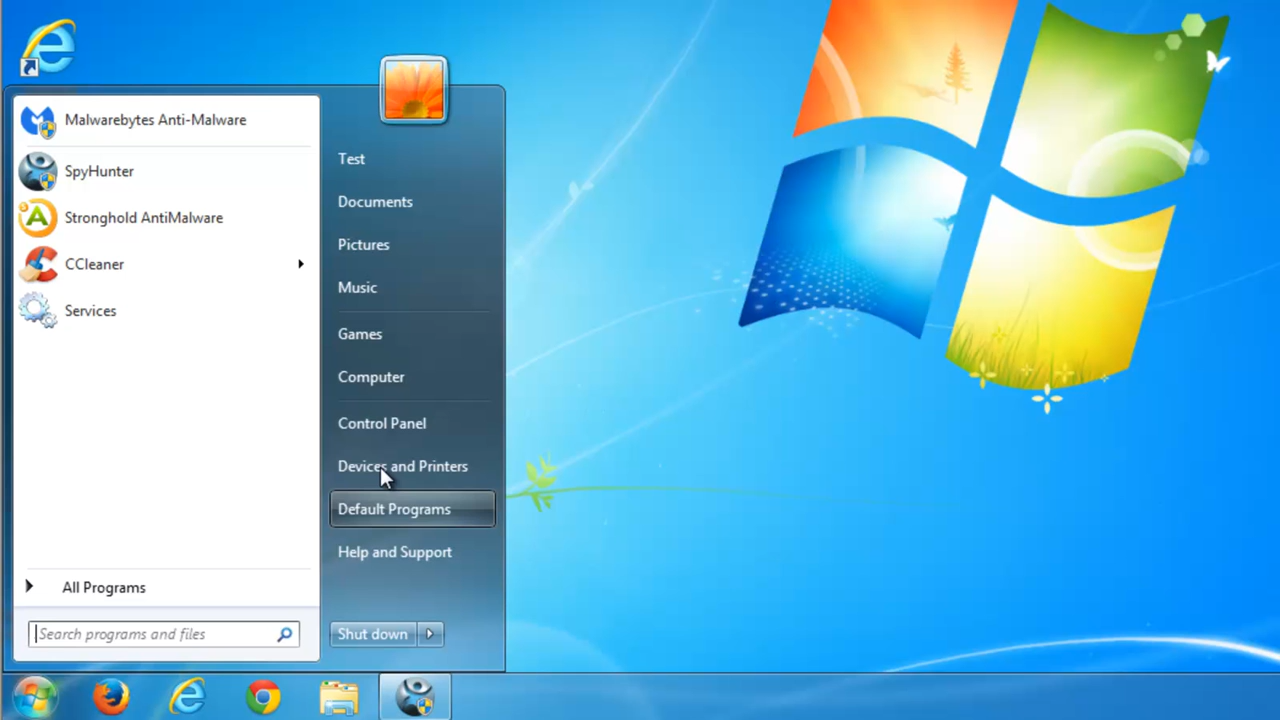 Malwarebytes Anti-Malware
SpyHunter
Stronghold AntiMalware
CCleaner
Services
All Programs
Search programs and files
Test
Documents
Pictures
Music
Games
Computer
Control Panel
Devices and Printers
Default Programs
Help and Support
Shut down